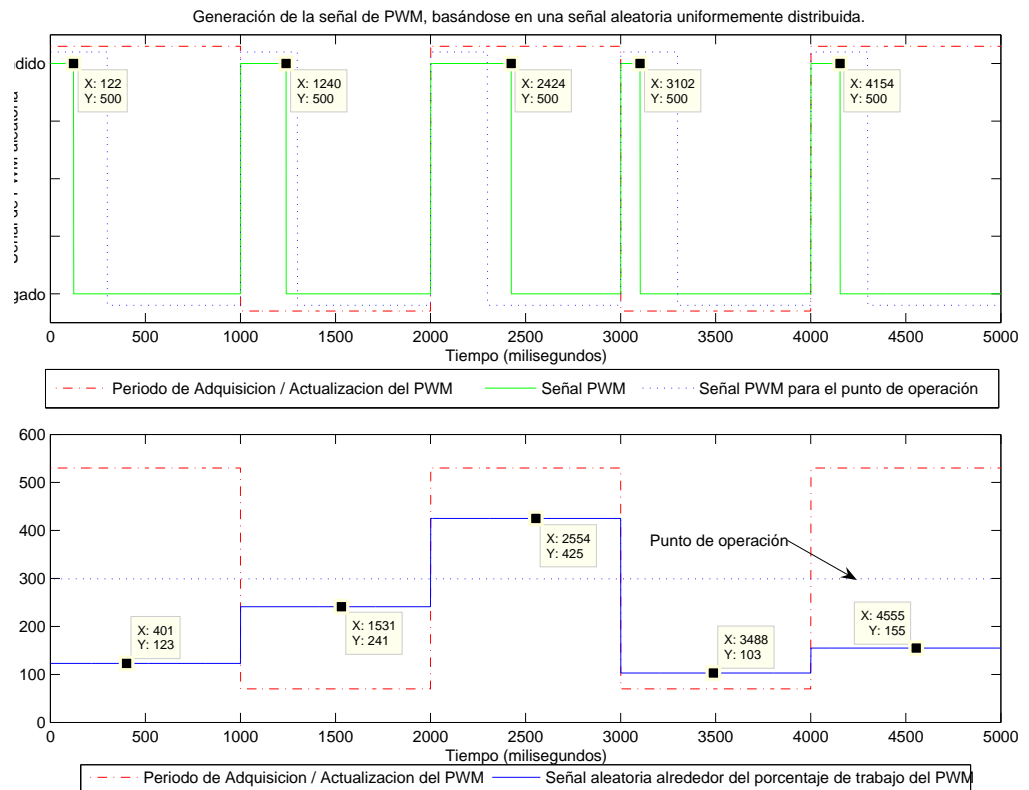 Generación de la señal de PWM, basándose en una señal aleatoria uniformemente distribuida.
X: 122
Y: 500
X: 1240
Y: 500
X: 2424
Y: 500
X: 3102
Y: 500
X: 4154
Y: 500
0 500 1000 1500 2000 2500 3000 3500 4000 4500 5000
Tiempo (milisegundos)
Periodo de Adquisicion / Actualizacion del PWM Señal PWM Señal PWM para el punto de operación
600
500
400
300
200
100
0
X: 401
Y: 123
X: 1531
Y: 241
X: 2554
Y: 425
Punto de operación
X: 3488
Y: 103
X: 4555
Y: 155
0 500 1000 1500 2000 2500 3000 3500 4000 4500 5000
Tiempo (milisegundos)
Periodo de Adquisicion / Actualizacion del PWM Señal aleatoria alrededor del porcentaje de trabajo del PWM